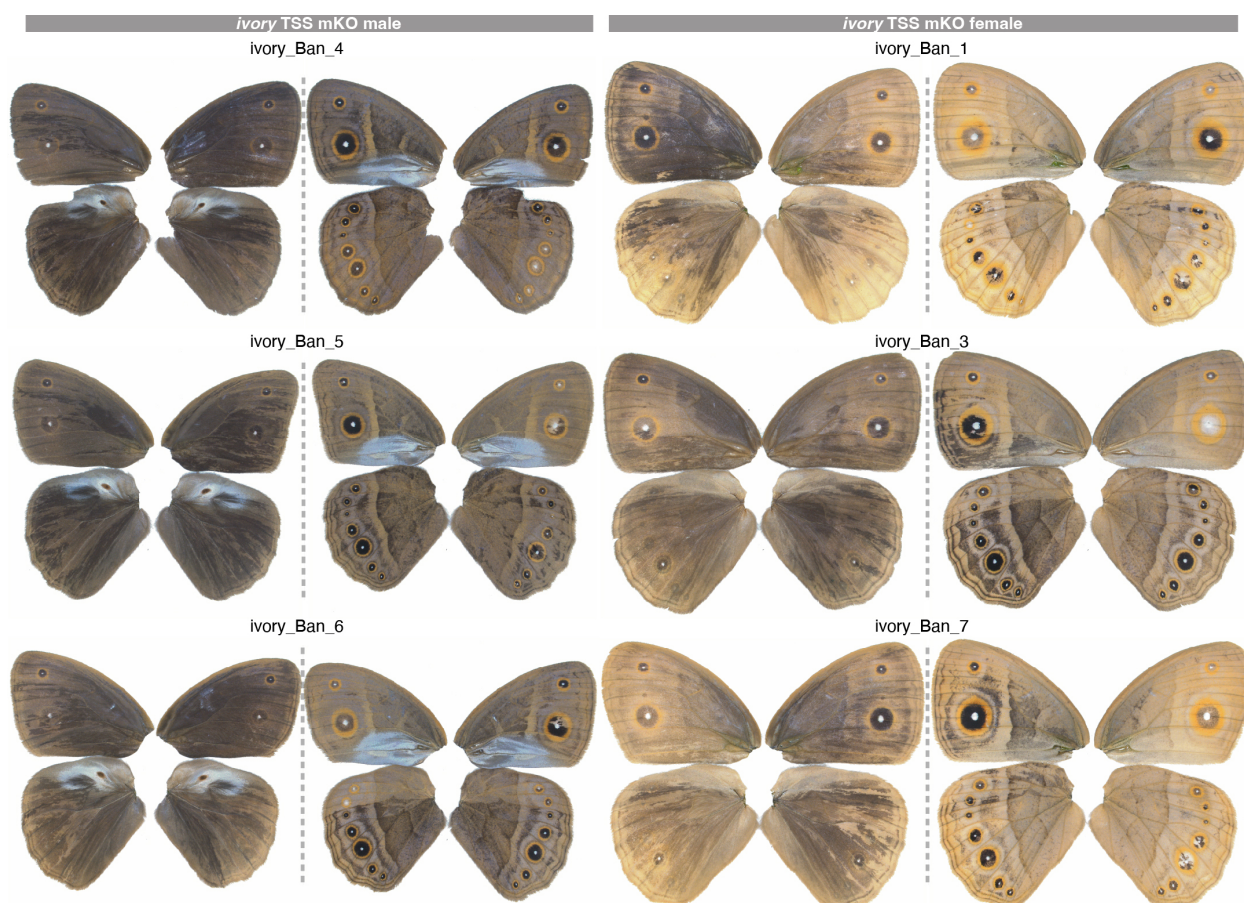 ivory TSS mKO male
ivory TSS mKO female
ivory_Ban_4
ivory_Ban_1
ivory_Ban_5
ivory_Ban_3
ivory_Ban_6
ivory_Ban_7